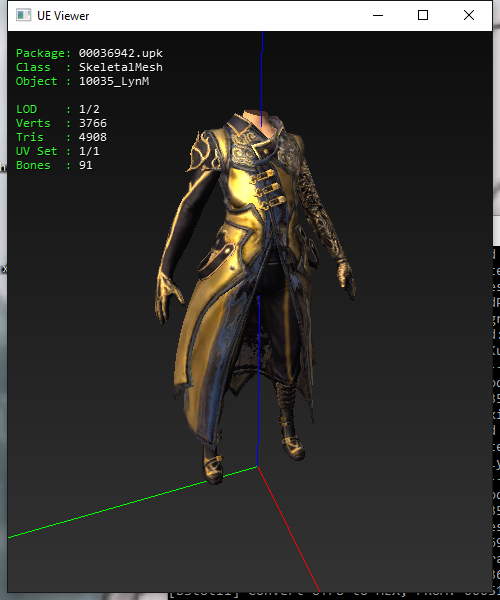 UE Viewer
Package: 00036942.upk
Class : SkeletalMesh
Object : 10035_LynM
LOD : 1/2
Verts : 3766
Tris : 4908
UV Set : 1/1
Bones : 91